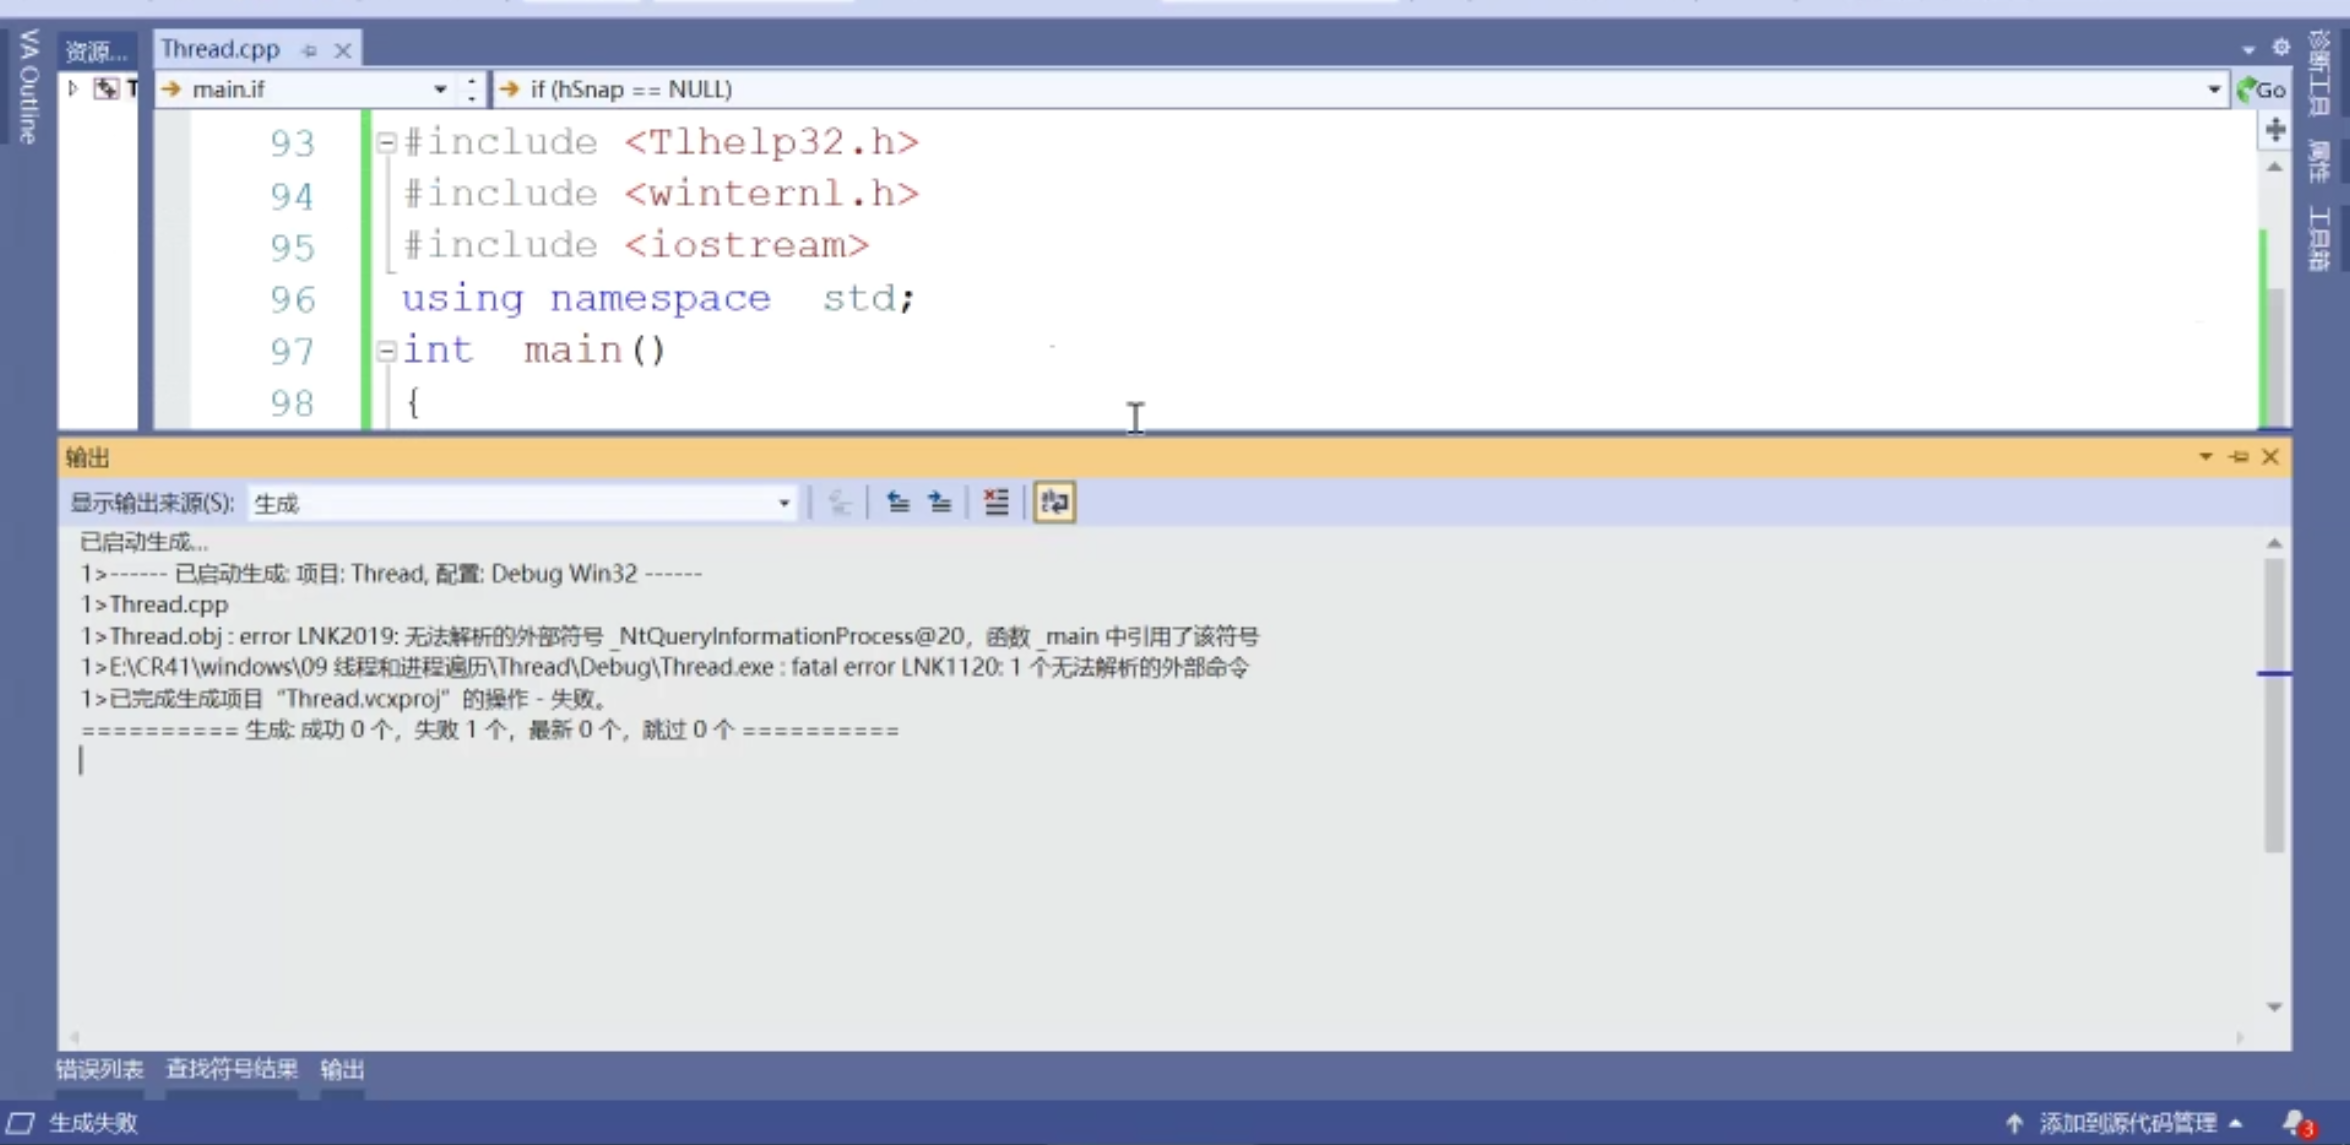 VA Outline
资源...
Thread.cpp
T
main.if
if (hSnap == NULL)
Go
诊断工具
属性
工具箱
93 #include <Tlhelp32.h>
94 #include <winternl.h>
95 #include <iostream>
96 using namespace std;
97 int main()
98 {
输出
显示输出来源(S): 生成
已启动生成...
1>------ 已启动生成: 项目: Thread, 配置: Debug Win32 ------
1>Thread.cpp
1>Thread.obj : error LNK2019: 无法解析的外部符号 _NtQueryInformationProcess@20，函数 _main 中引用了该符号
1>E:\CR41\windows\09 线程和进程遍历\Thread\Debug\Thread.exe : fatal error LNK1120: 1 个无法解析的外部命令
1>已完成生成项目“Thread.vcxproj”的操作 - 失败。
========== 生成: 成功 0 个，失败 1 个，最新 0 个，跳过 0 个 ==========
错误列表 查找符号结果 输出
生成失败
添加到源代码管理
3